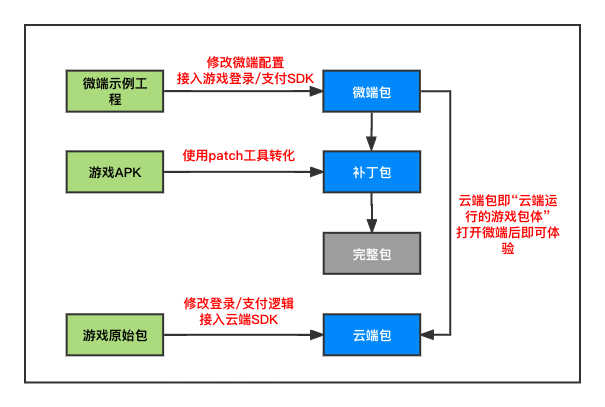 修改微端配置
接入游戏登录/支付SDK
微端示例工
程
微端包
使用patch工具转化
游戏APK
补丁包
云端包即“云端运
行的游戏包体”
打开微端后即可体
验
完整包
修改登录/支付逻辑
接入云端SDK
游戏原始包
云端包